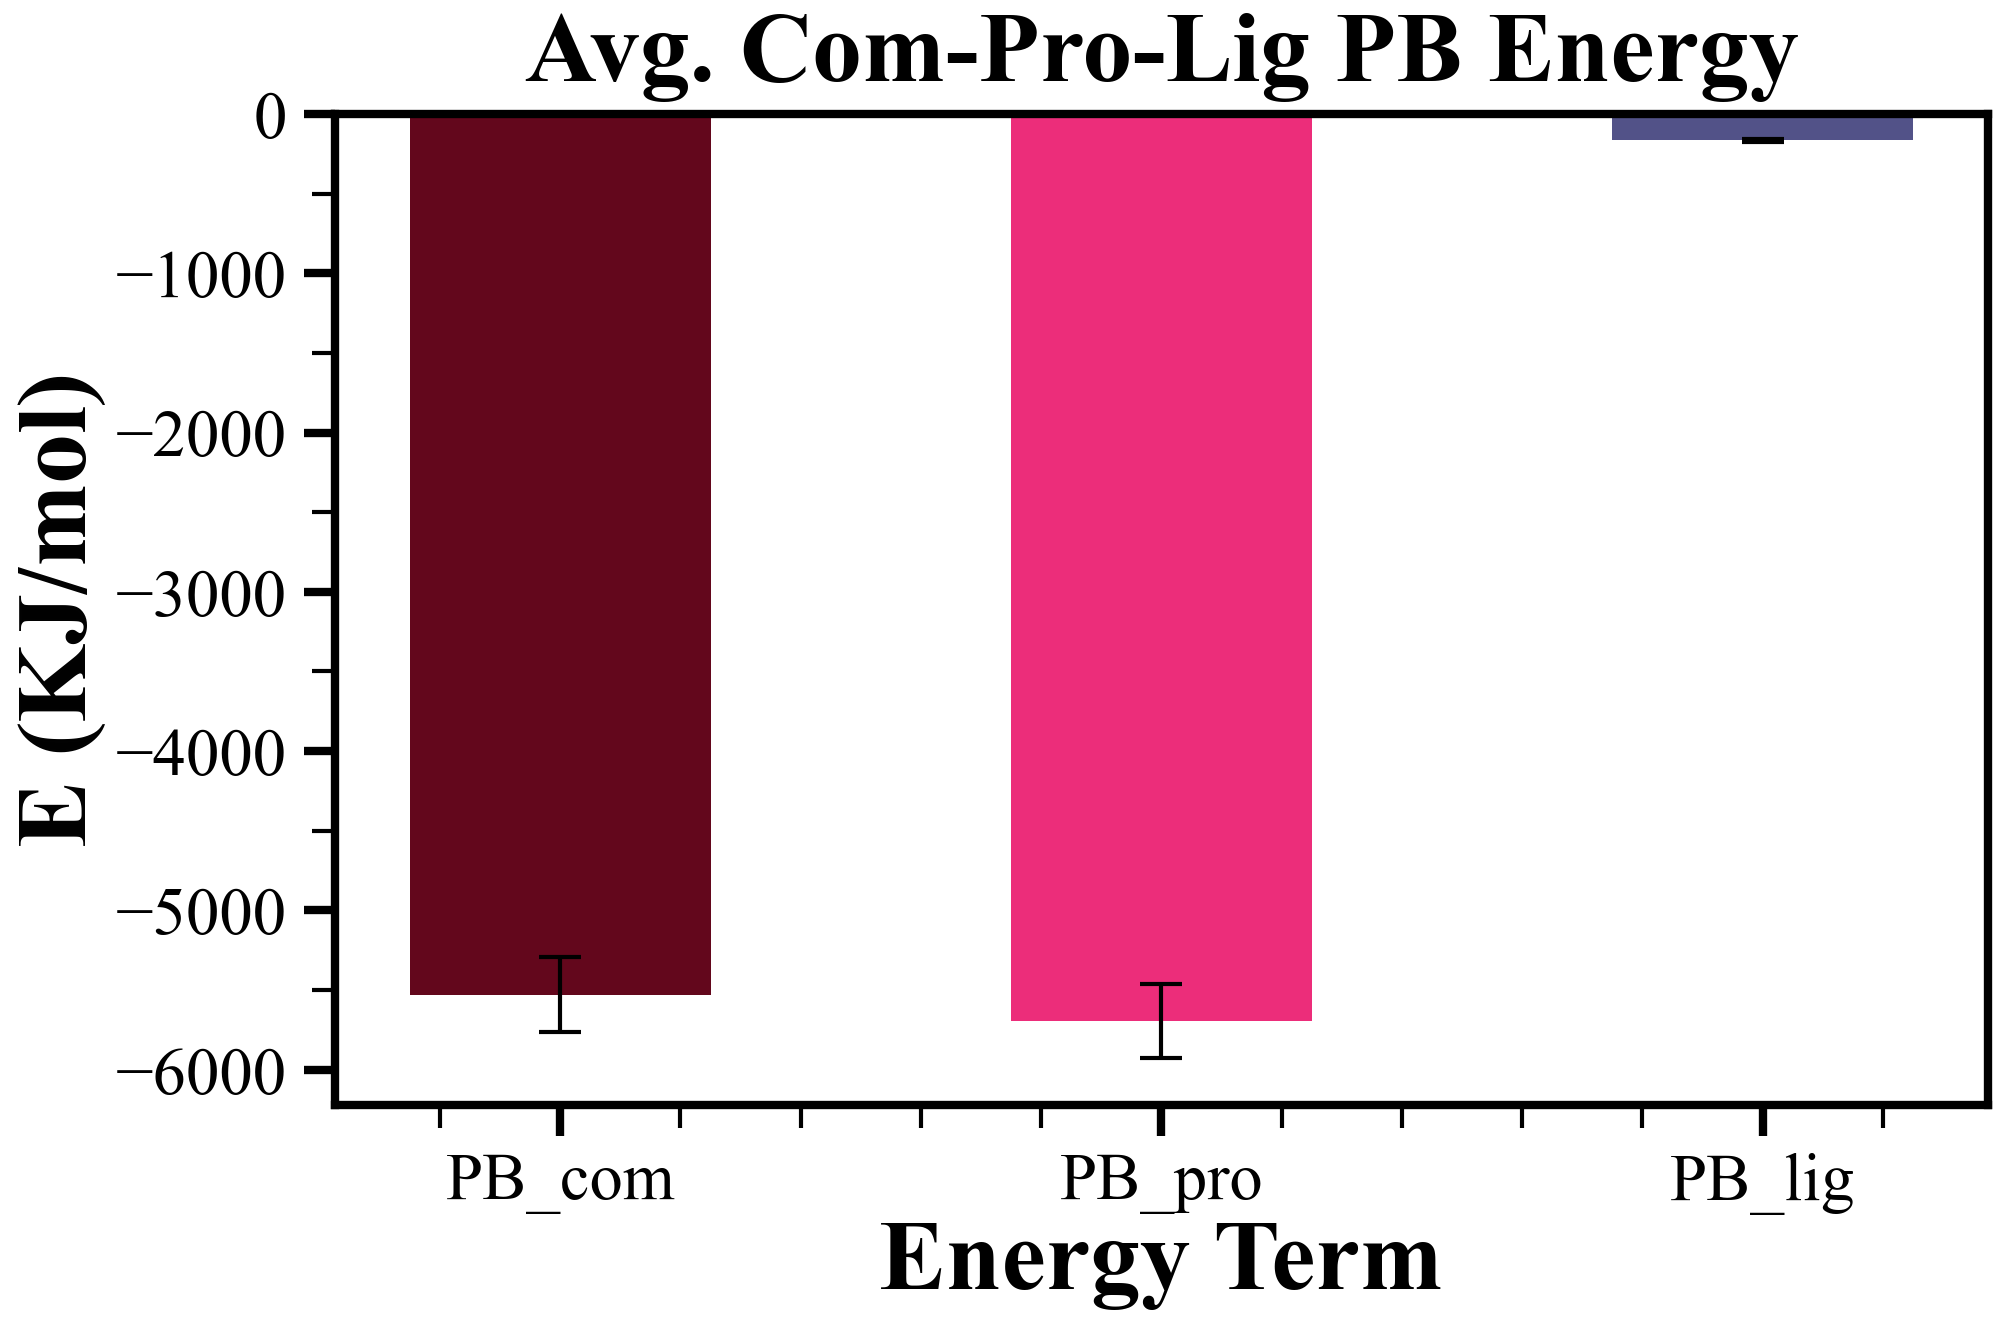 Avg. Com-Pro-Lig PB Energy
0
−1000
−2000
−3000
−4000
−5000
−6000
E (KJ/mol)
PB_com
PB_pro
PB_lig
Energy Term